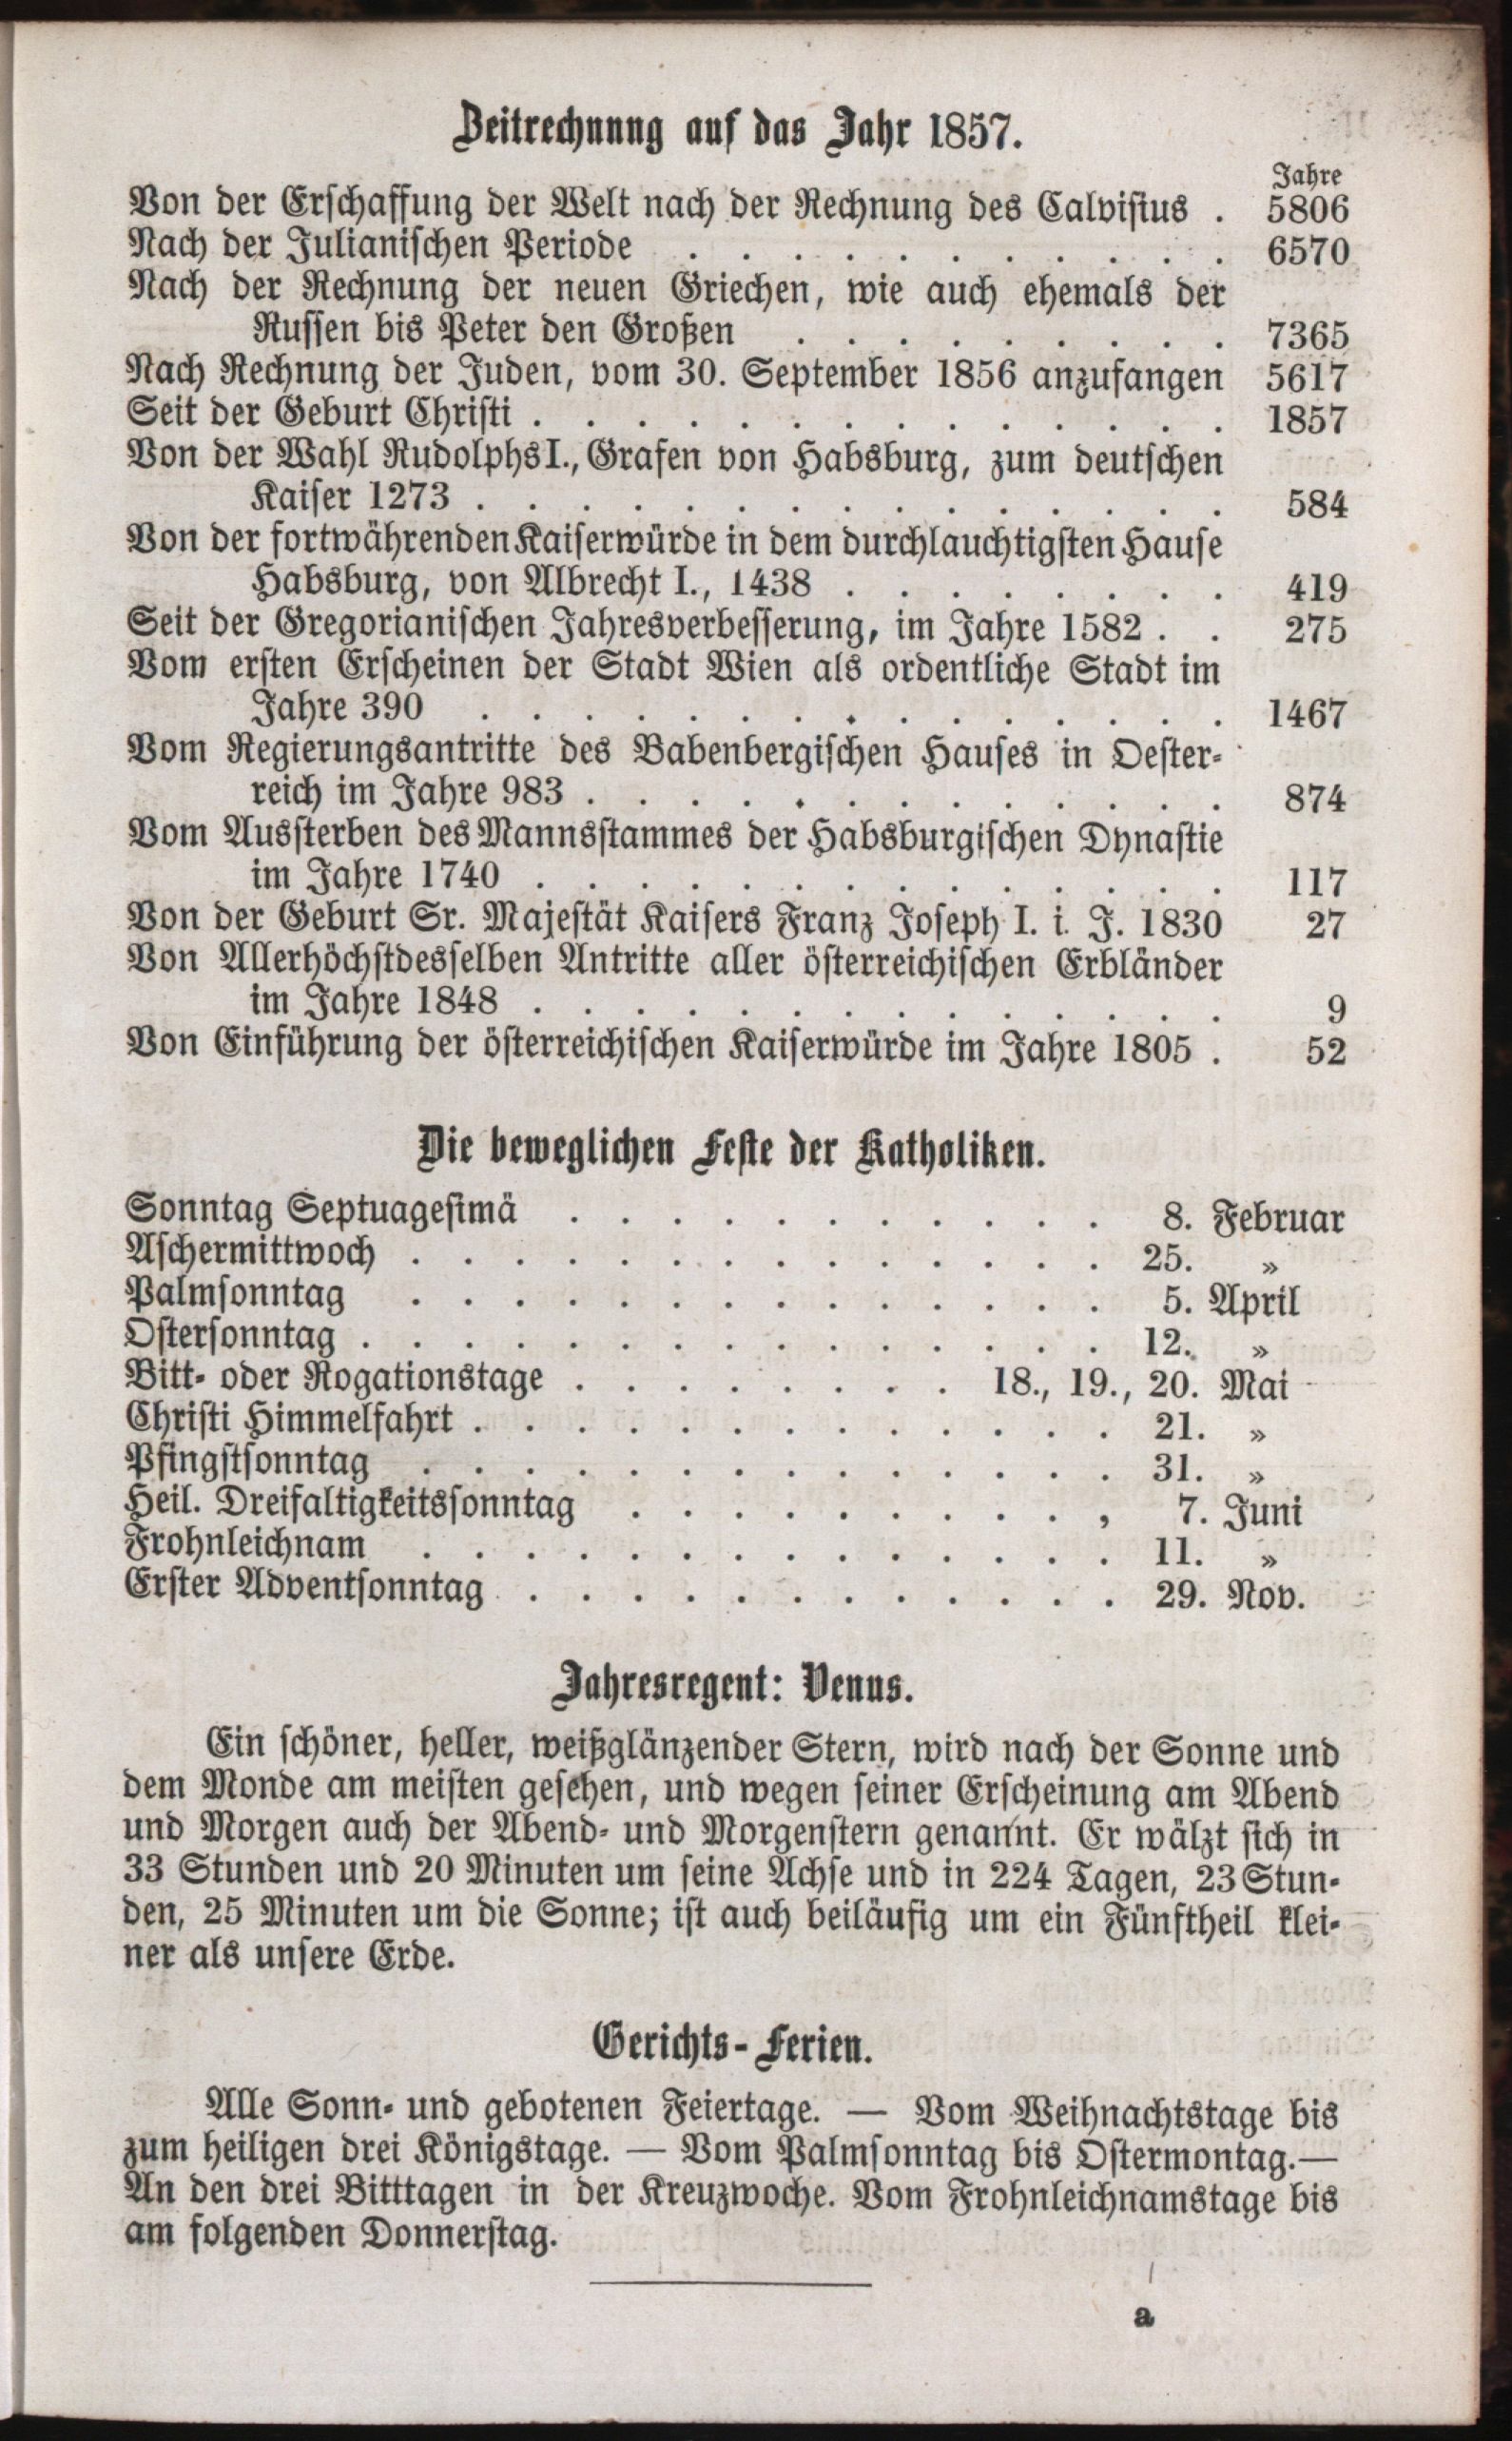 Zeitrechnung auf das Jahr 1857.
Jahre
Von der Erschaffung der Welt nach der Rechnung des Calvisius . 5806
Nach der Julianischen Periode . . . . . . . . . . . 6570
Nach der Rechnung der neuen Griechen, wie auch ehemals der
Russen bis Peter den Großen . . . . . . . . . 7365
Nach Rechnung der Juden, vom 30. September 1856 anzufangen 5617
Seit der Geburt Christi . . . . . . . . . . . . . . 1857
Von der Wahl Rudolphs I., Grafen von Habsburg, zum deutschen
Kaiser 1273 . . . . . . . . . . . . . . . 584
Von der fortwährenden Kaiserwürde in dem durchlauchtigsten Hause
Habsburg, von Albrecht I., 1438 . . . . . . . . 419
Seit der Gregorianischen Jahresverbesserung, im Jahre 1582 . . 275
Vom ersten Erscheinen der Stadt Wien als ordentliche Stadt im
Jahre 390 . . . . . . . . . . . . . . . 1467
Vom Regierungsantritte des Babenbergischen Hauses in Oester-
reich im Jahre 983 . . . . . . . . . . . . . 874
Vom Aussterben des Mannsstammes der Habsburgischen Dynastie
im Jahre 1740 . . . . . . . . . . . . . . 117
Von der Geburt Sr. Majestät Kaisers Franz Joseph I. i. J. 1830 27
Von Allerhöchstdesselben Antritte aller österreichischen Erbländer
im Jahre 1848 . . . . . . . . . . . . . . 9
Von Einführung der österreichischen Kaiserwürde im Jahre 1805 . 52
Die beweglichen Feste der Katholiken.
Sonntag Septuagesimä . . . . . . . . . . . 8. Februar
Aschermittwoch . . . . . . . . . . . . . . 25. »
Palmsonntag . . . . . . . . . . . . . . 5. April
Ostersonntag . . . . . . . . . . . . . . . 12. »
Bitt- oder Rogationstage . . . . . . . . 18., 19., 20. Mai
Christi Himmelfahrt . . . . . . . . . . . . . 21. »
Pfingstsonntag . . . . . . . . . . . . . . 31. »
Heil. Dreifaltigkeitssonntag . . . . . . . . . , 7. Juni
Frohnleichnam . . . . . . . . . . . . . . 11. »
Erster Adventsonntag . . . . . . . . . . . . 29. Nov.
Jahresregent: Venus.
Ein schöner, heller, weißglänzender Stern, wird nach der Sonne und
dem Monde am meisten gesehen, und wegen seiner Erscheinung am Abend
und Morgen auch der Abend- und Morgenstern genannt. Er wälzt sich in
33 Stunden und 20 Minuten um seine Achse und in 224 Tagen, 23 Stun-
den, 25 Minuten um die Sonne; ist auch beiläufig um ein Fünftheil klei-
ner als unsere Erde.
Gerichts-Ferien.
Alle Sonn- und gebotenen Feiertage. — Vom Weihnachtstage bis
zum heiligen drei Königstage. — Vom Palmsonntag bis Ostermontag. —
An den drei Bitttagen in der Kreuzwoche. Vom Frohnleichnamstage bis
am folgenden Donnerstag.
a